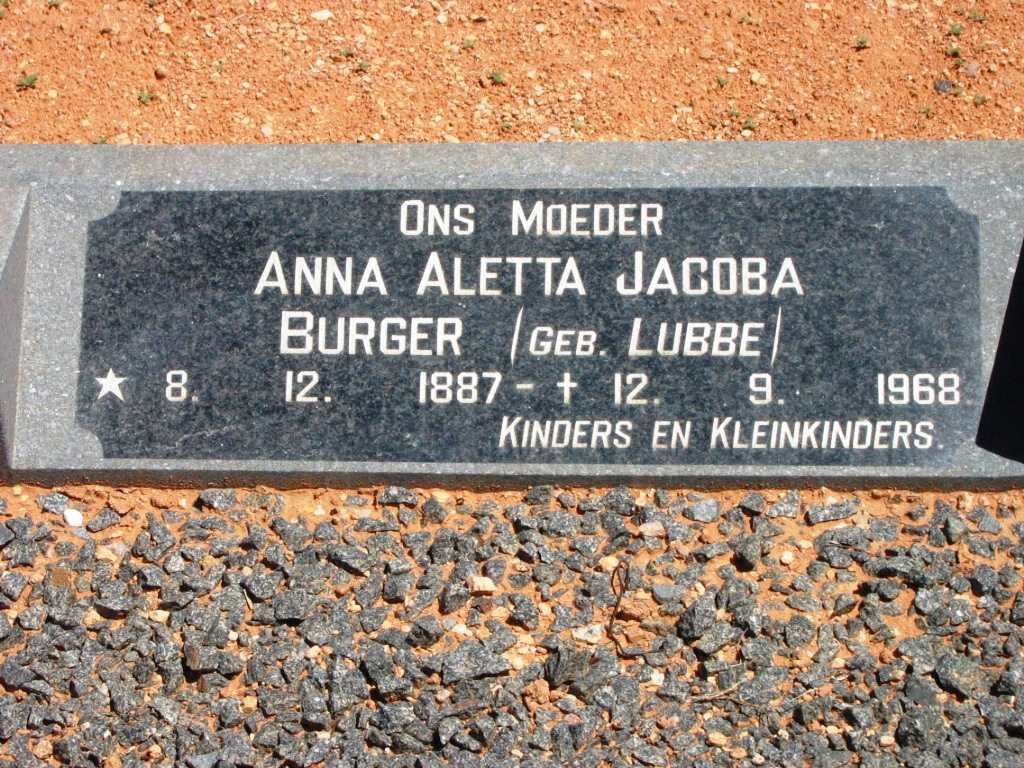 ONS MOEDER
ANNA ALETTA JACOBA
BURGER (GEB. LUBBE)
★ 8. 12. 1887 - † 12. 9. 1968.
KINDERS EN KLEINKINDERS.